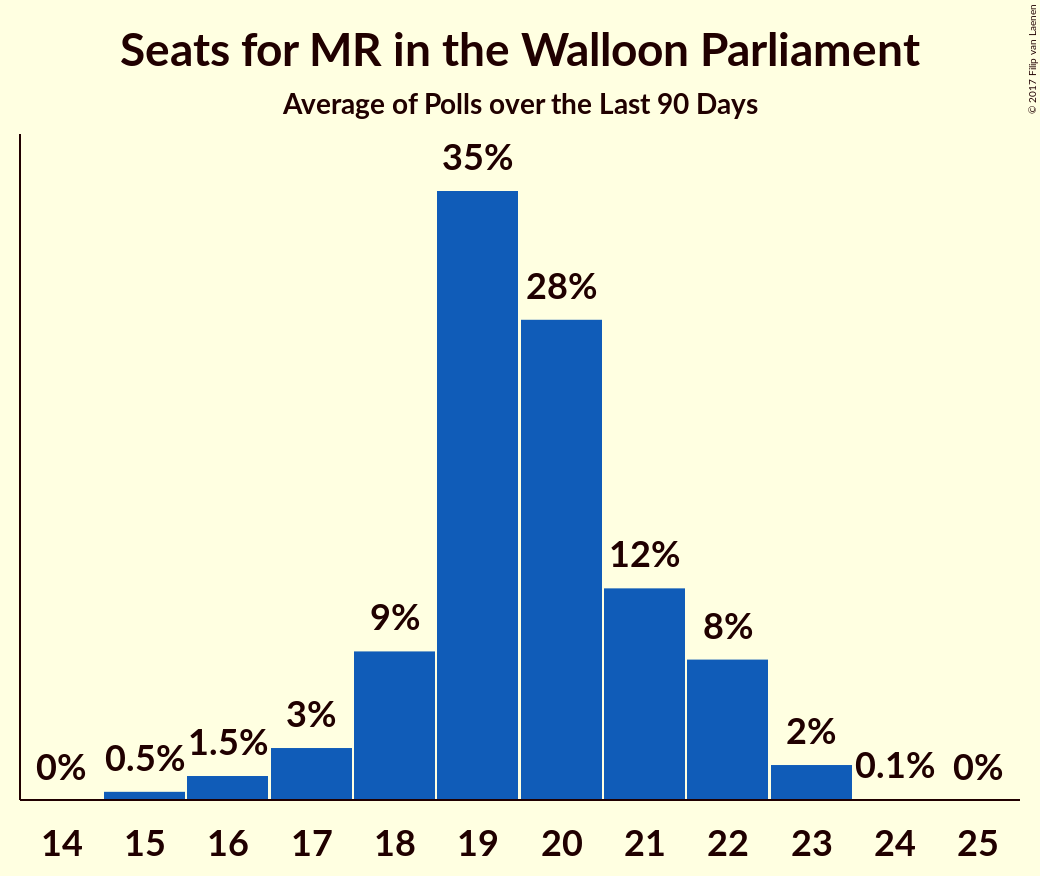 Seats for MR in the Walloon Parliament
Average of Polls over the Last 90 Days
© 2017 Filip van Laenen
0% 0.5% 1.5% 3% 9% 35% 28% 12% 8% 2% 0.1% 0%
14 15 16 17 18 19 20 21 22 23 24 25